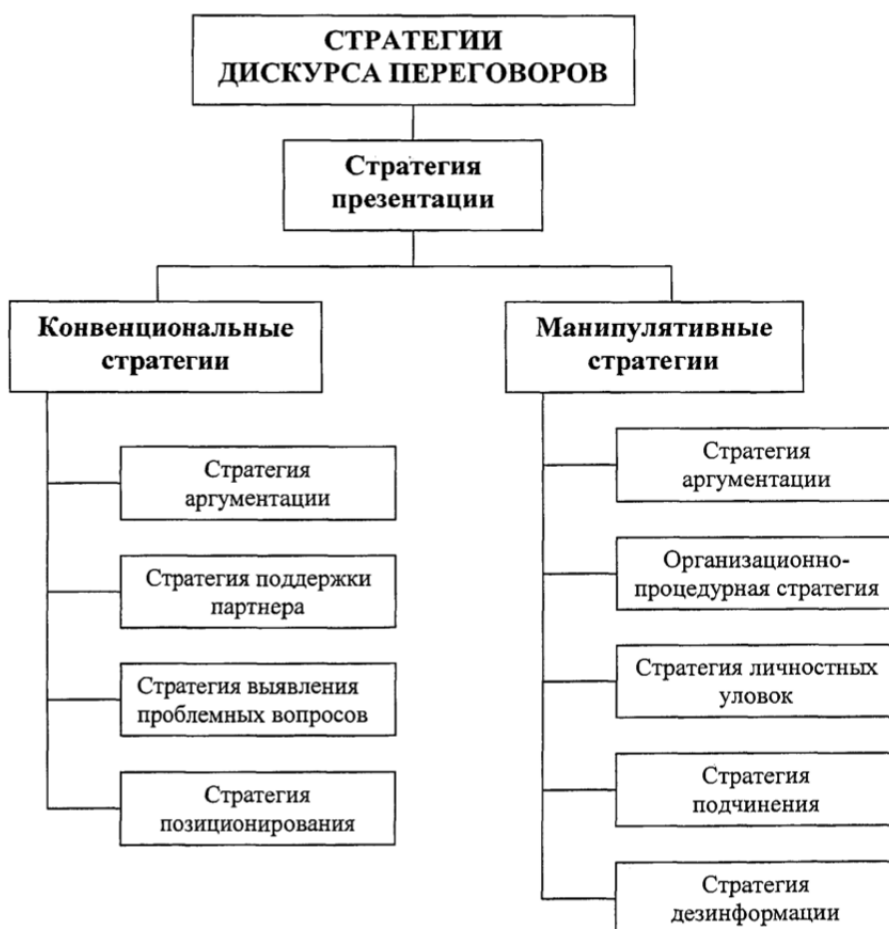 СТРАТЕГИИ
ДИСКУРСА ПЕРЕГОВОРОВ
Стратегия
презентации
Конвенциональные
стратегии
Стратегия
аргументации
Стратегия поддержки
партнера
Стратегия выявления
проблемных вопросов
Стратегия
позиционирования
Манипулятивные
стратегии
Стратегия
аргументации
Организационно-
процедурная стратегия
Стратегия личностных
уловок
Стратегия
подчинения
Стратегия
дезинформации